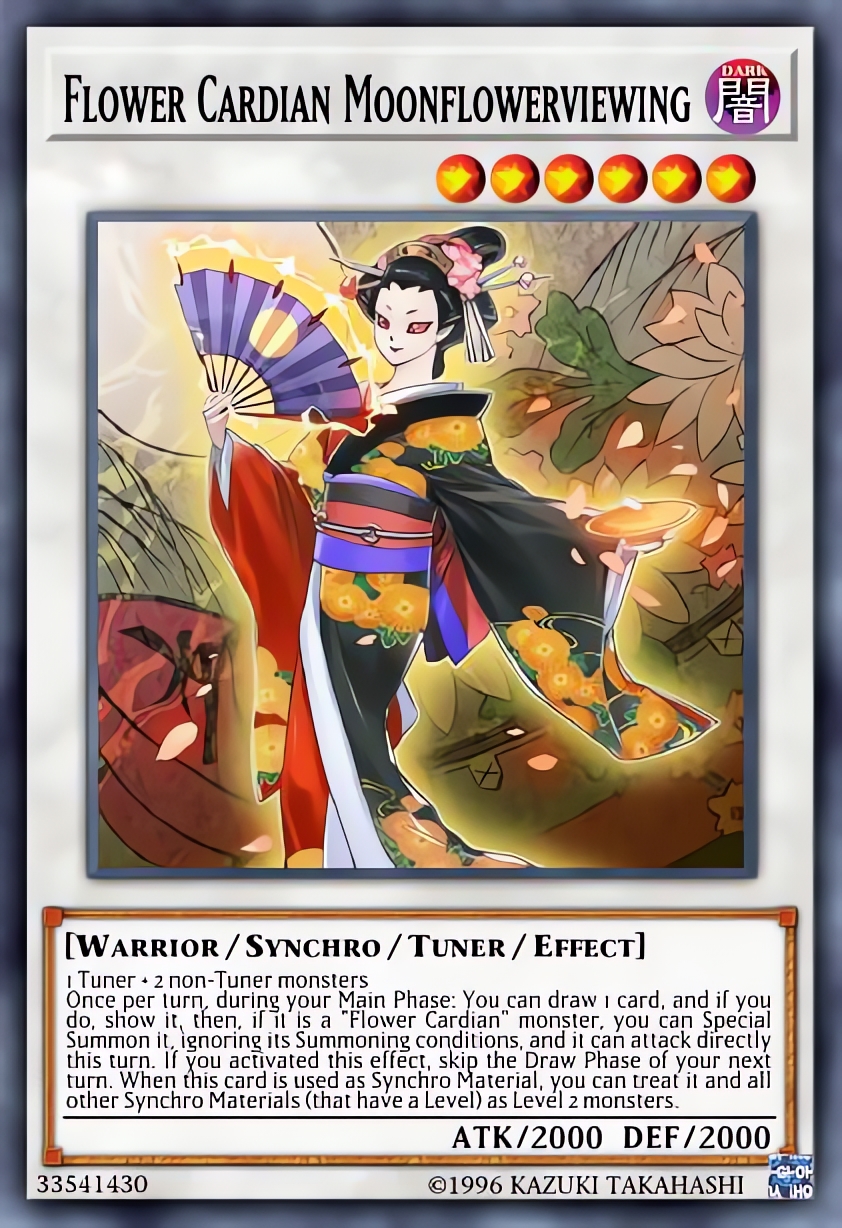 Flower Cardian Moonflowerviewing
DARK
闇
[Warrior / Synchro / Tuner / Effect]
1 Tuner + 2 non-Tuner monsters
Once per turn, during your Main Phase: You can draw 1 card, and if you
do, show it, then, if it is a "Flower Cardian" monster, you can Special
Summon it, ignoring its Summoning conditions, and it can attack directly
this turn. If you activated this effect, skip the Draw Phase of your next
turn. When this card is used as Synchro Material, you can treat it and all
other Synchro Materials (that have a Level) as Level 2 monsters.
ATK/2000 DEF/2000
33541430
©1996 KAZUKI TAKAHASHI